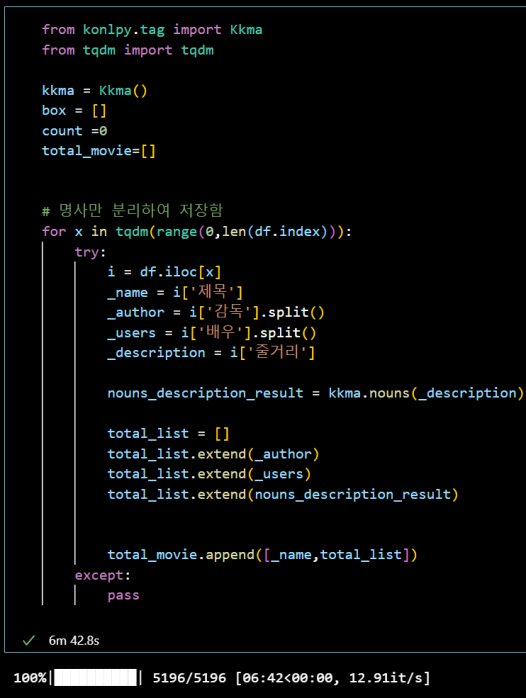 from konlpy.tag import Kkma
from tqdm import tqdm
kkma = Kkma()
box = []
count =0
total_movie=[]
# 명사만 분리하여 저장함
for x in tqdm(range(0,len(df.index))):
try:
i = df.iloc[x]
_name = i['제목']
_author = i['감독'].split()
_users = i['배우'].split()
_description = i['줄거리']
nouns_description_result = kkma.nouns(_description)
total_list = []
total_list.extend(_author)
total_list.extend(_users)
total_list.extend(nouns_description_result)
total_movie.append([_name,total_list])
except:
pass
6m 42.8s
100%|██████████| 5196/5196 [06:42<00:00, 12.91it/s]